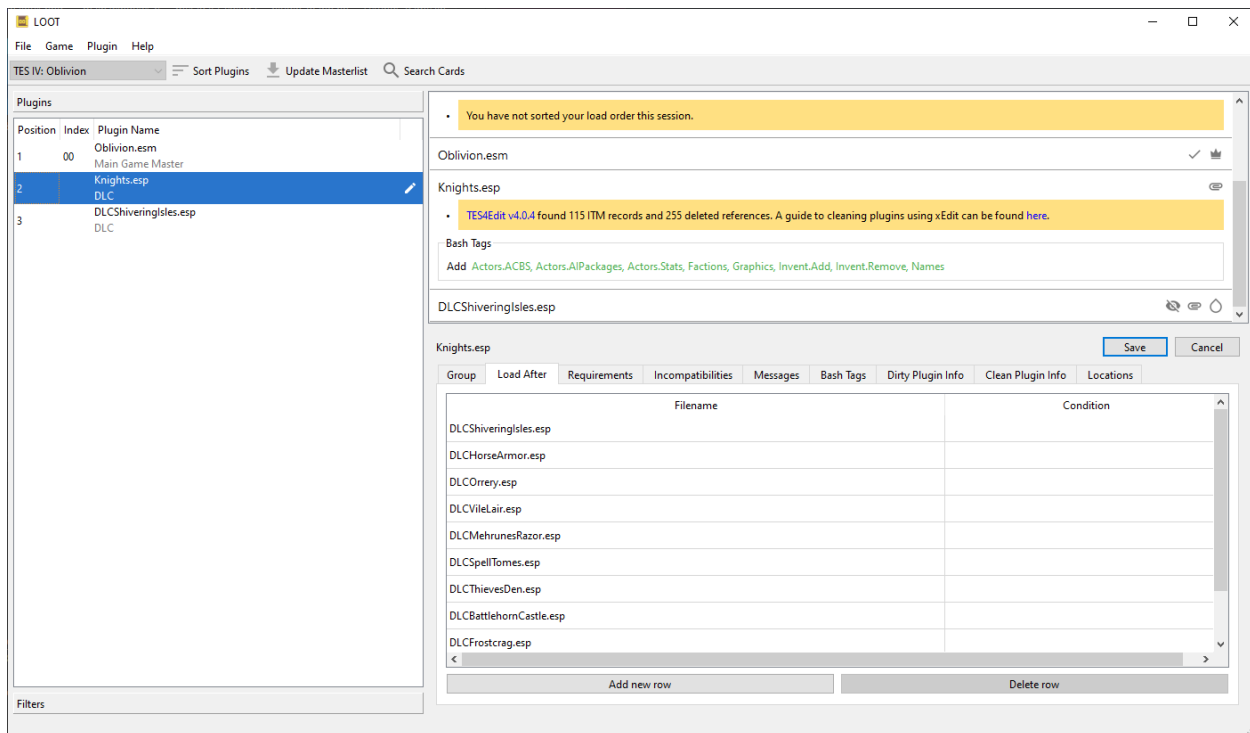 LOOT
File Game Plugin Help
TES IV: Oblivion Sort Plugins Update Masterlist Search Cards
Plugins
Position Index Plugin Name
1 00 Oblivion.esm
Main Game Master
2 Knights.esp
DLC
3 DLCShiveringIsles.esp
DLC
Filters
• You have not sorted your load order this session.
Oblivion.esm
Knights.esp
• TES4Edit v4.0.4 found 115 ITM records and 255 deleted references. A guide to cleaning plugins using xEdit can be found here.
Bash Tags
Add Actors.ACBS, Actors.AIPackages, Actors.Stats, Factions, Graphics, Invent.Add, Invent.Remove, Names
DLCShiveringIsles.esp
Knights.esp Save Cancel
Group Load After Requirements Incompatibilities Messages Bash Tags Dirty Plugin Info Clean Plugin Info Locations
Filename Condition
DLCShiveringIsles.esp
DLCHorseArmor.esp
DLCOrrery.esp
DLCVileLair.esp
DLCMehrunesRazor.esp
DLCSpellTomes.esp
DLCThievesDen.esp
DLCBattlehornCastle.esp
DLCFrostcrag.esp
Add new row Delete row